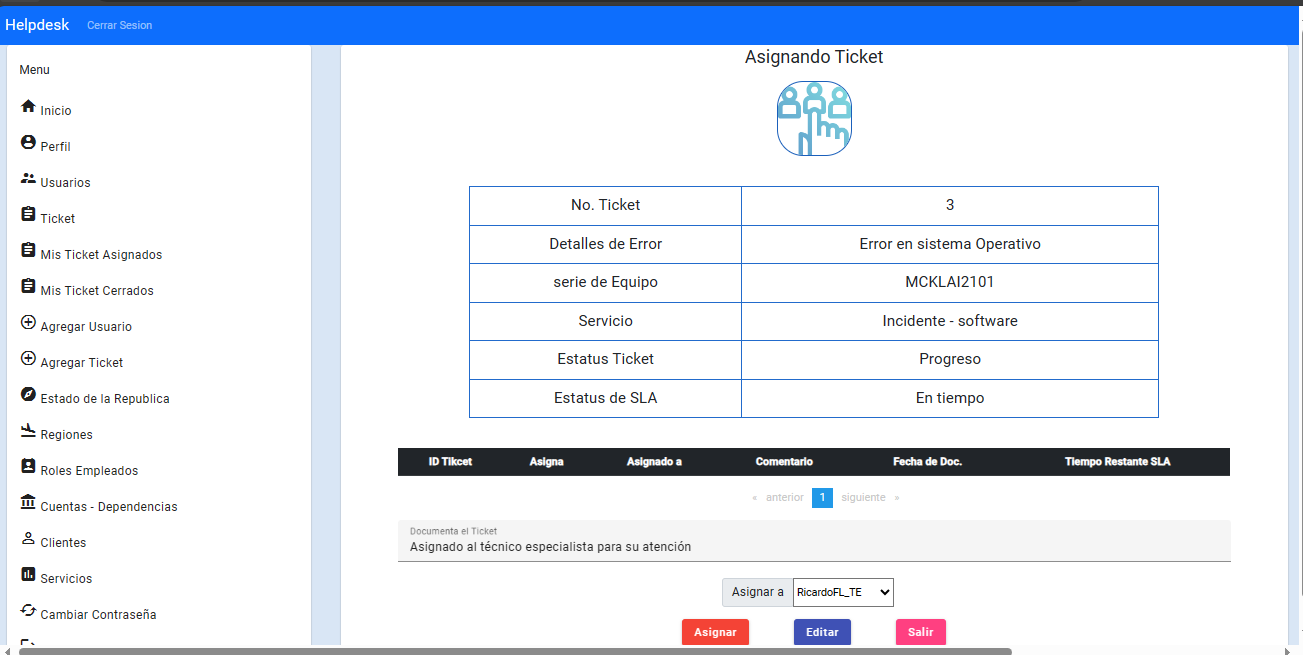 Helpdesk Cerrar Sesion
Menu
Inicio
Perfil
Usuarios
Ticket
Mis Ticket Asignados
Mis Ticket Cerrados
Agregar Usuario
Agregar Ticket
Estado de la Republica
Regiones
Roles Empleados
Cuentas - Dependencias
Clientes
Servicios
Cambiar Contraseña
Asignando Ticket
No. Ticket 3
Detalles de Error Error en sistema Operativo
serie de Equipo MCKLAI2101
Servicio Incidente - software
Estatus Ticket Progreso
Estatus de SLA En tiempo
ID Tikcet Asigna Asignado a Comentario Fecha de Doc. Tiempo Restante SLA
« anterior 1 siguiente »
Documenta el Ticket
Asignado al técnico especialista para su atención
Asignar a RicardoFL_TE
Asignar Editar Salir